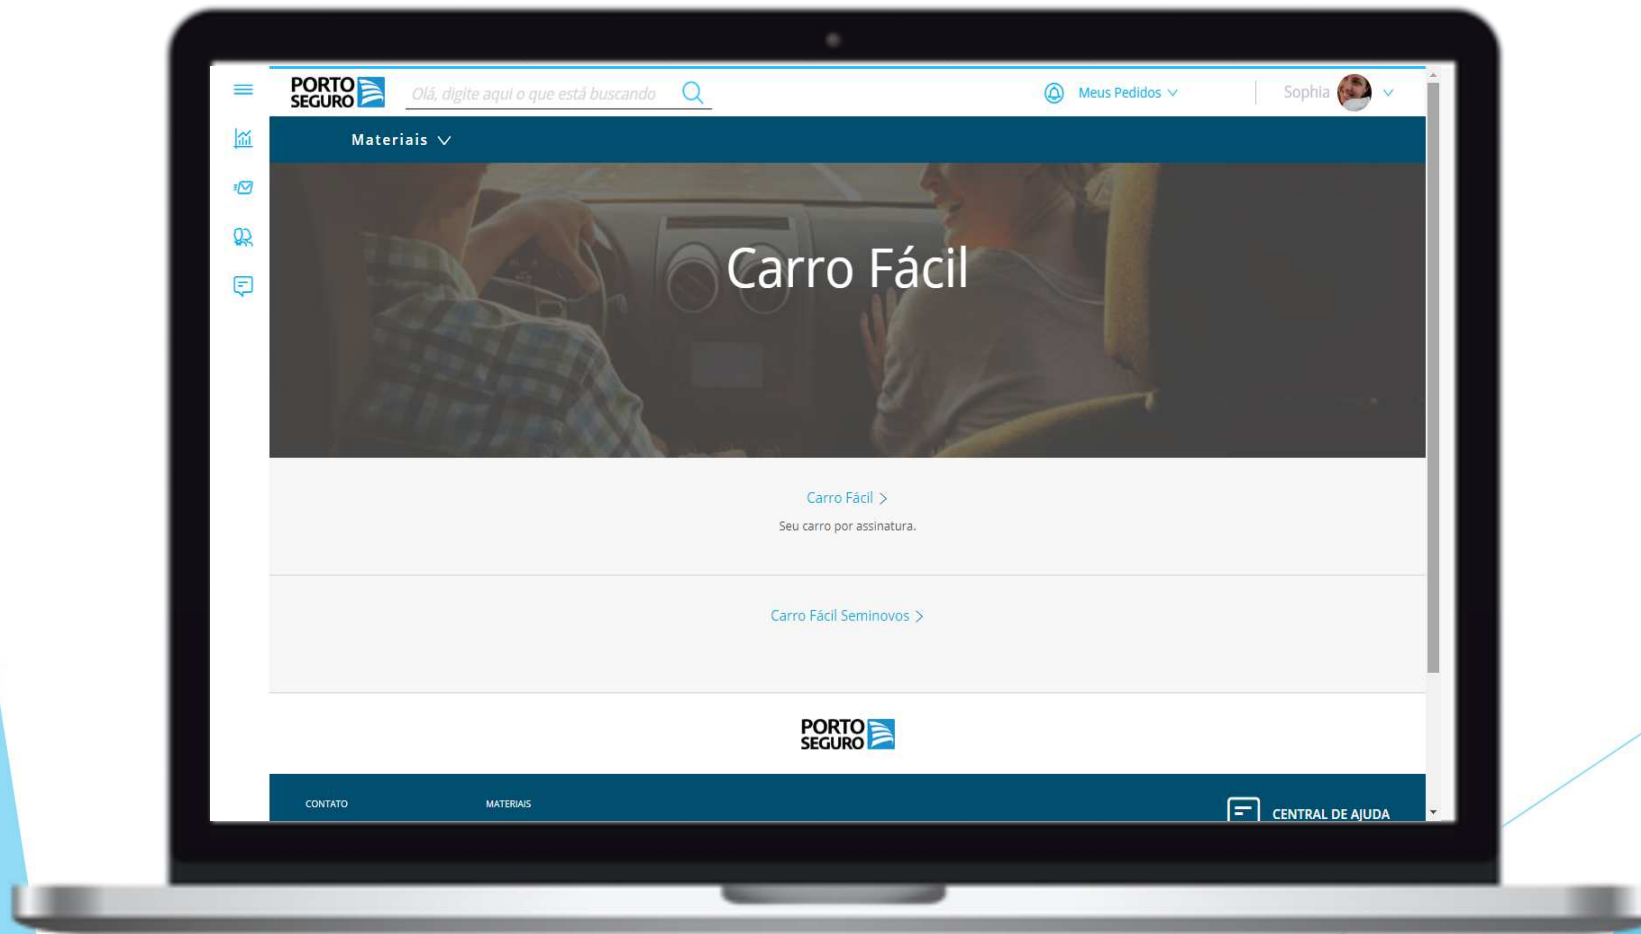 PORTO
SEGURO
Olá, digite aqui o que está buscando
Meus Pedidos
Sophia
Materiais
Carro Fácil
Carro Fácil >
Seu carro por assinatura.
Carro Fácil Seminovos >
PORTO
SEGURO
CONTATO
MATERIAIS
CENTRAL DE AJUDA